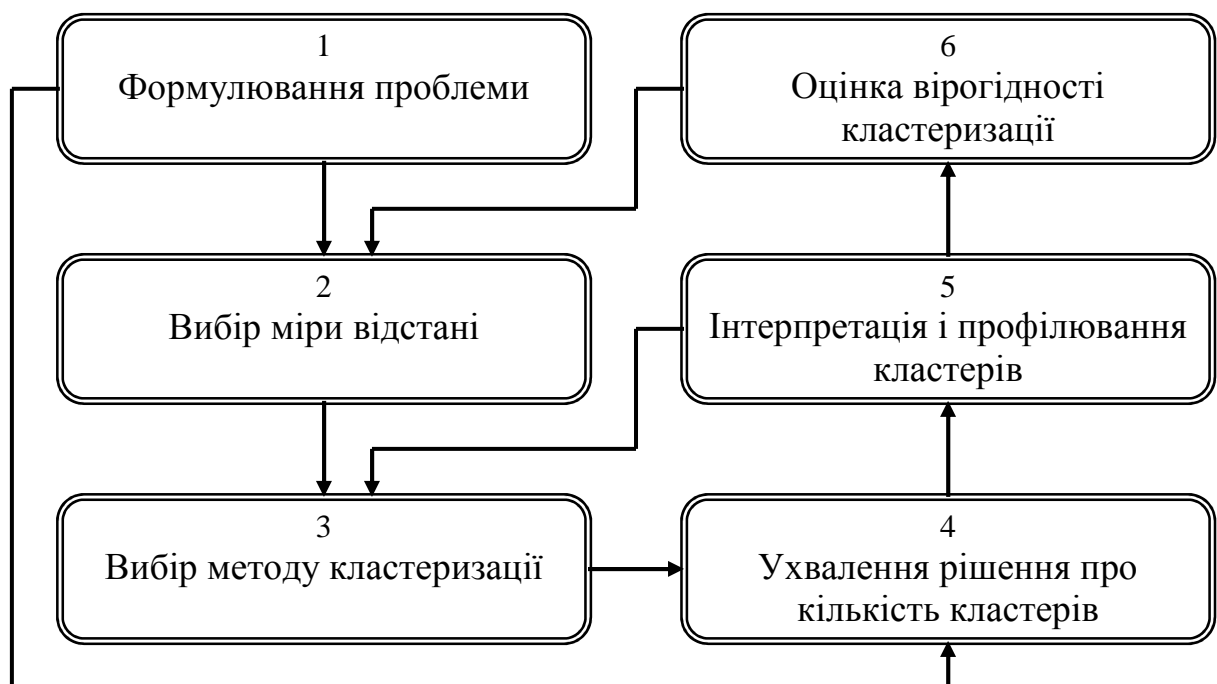 1
Формулювання проблеми
2
Вибір міри відстані
3
Вибір методу кластеризації
4
Ухвалення рішення про
кількість кластерів
5
Інтерпретація і профілювання
кластерів
6
Оцінка вірогідності
кластеризації